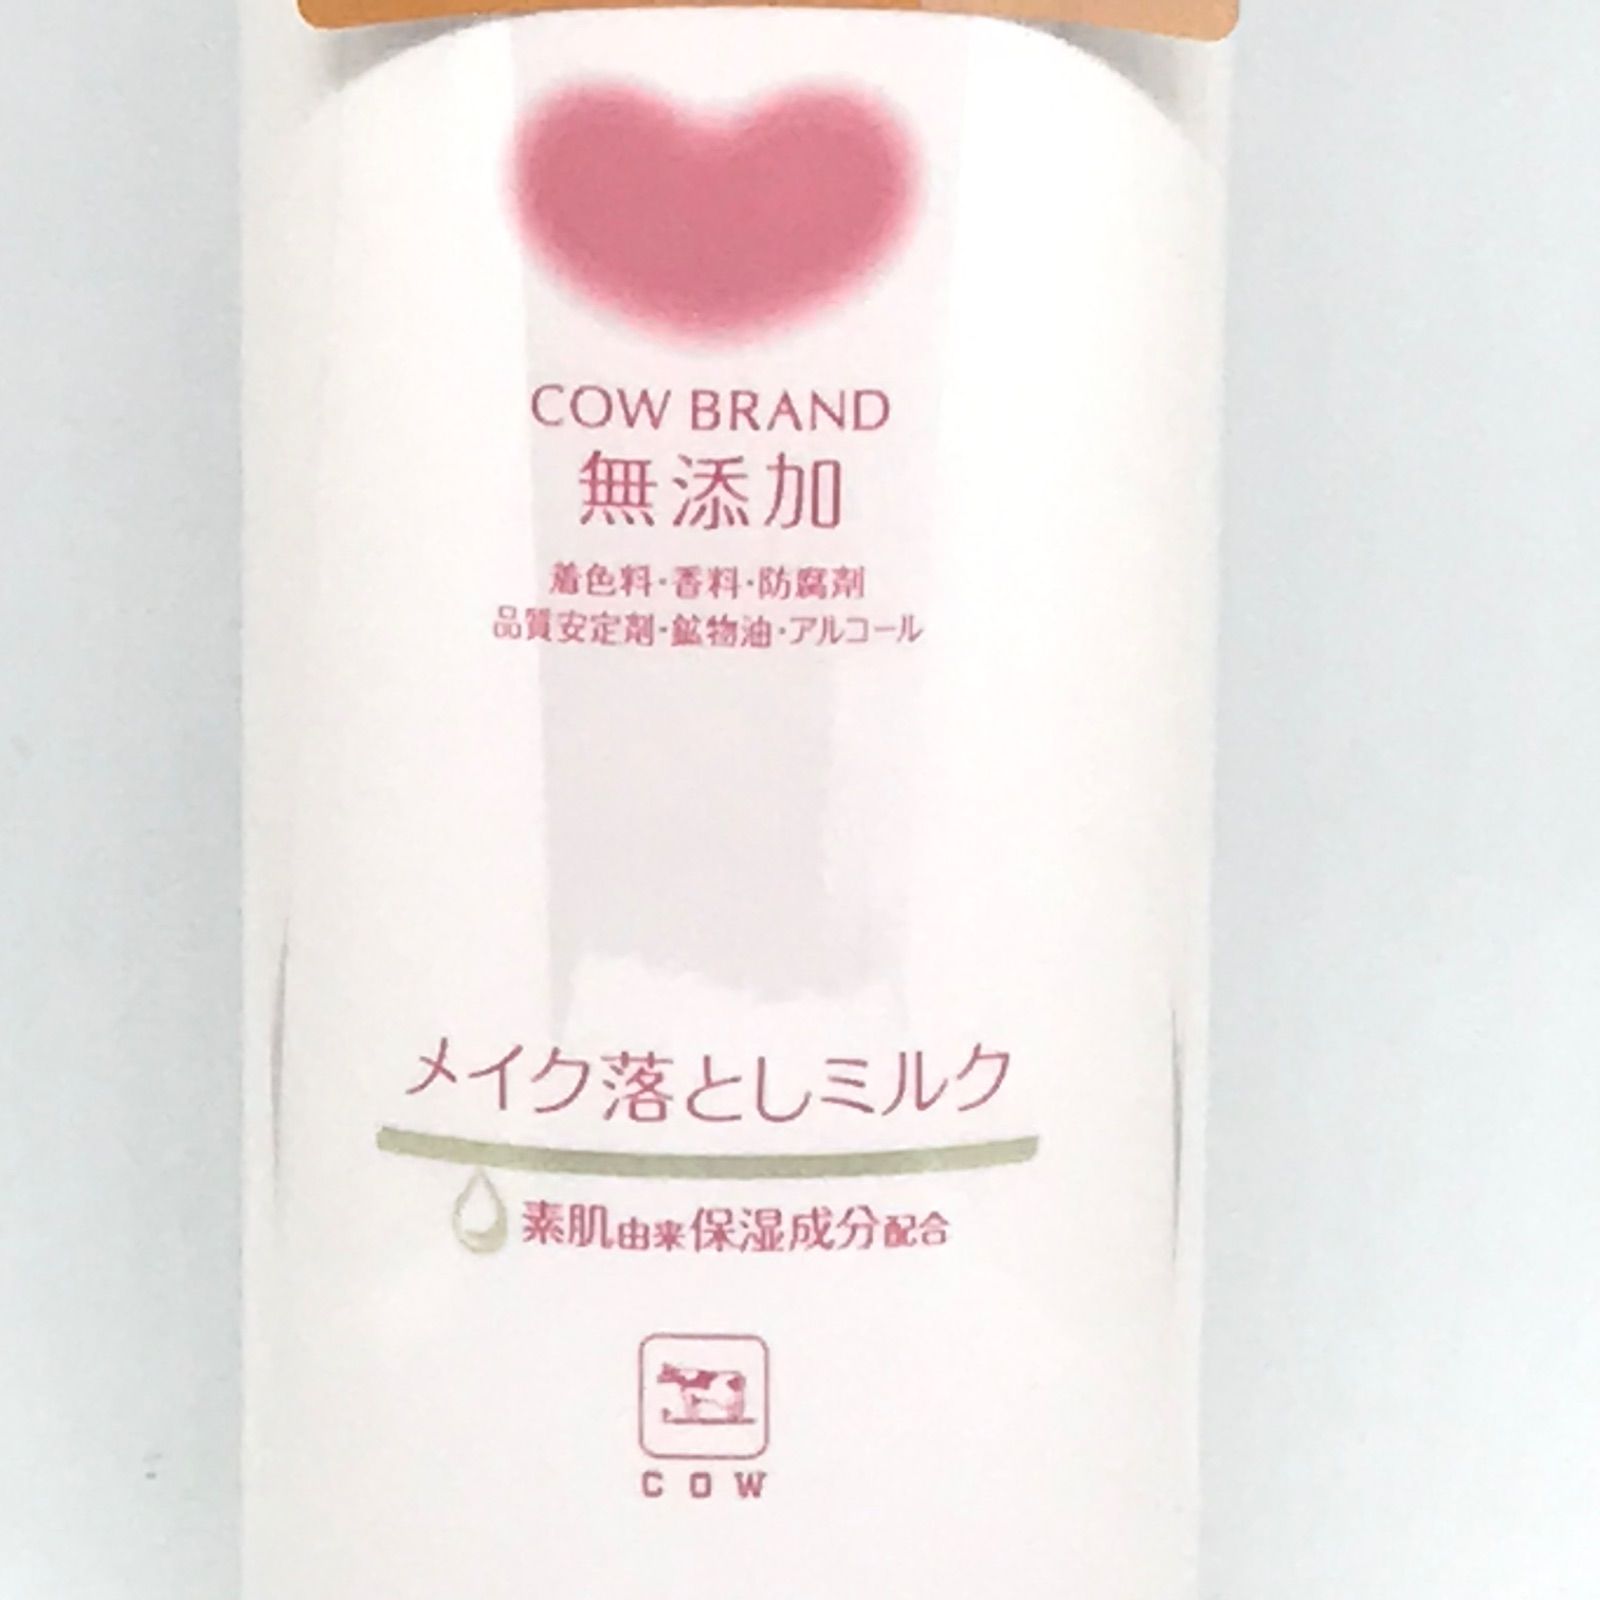 COW BRAND
無添加
着色料・香料・防腐剤
品質安定剤・鉱物油・アルコール
メイク落としミルク
素肌由来保湿成分配合
COW